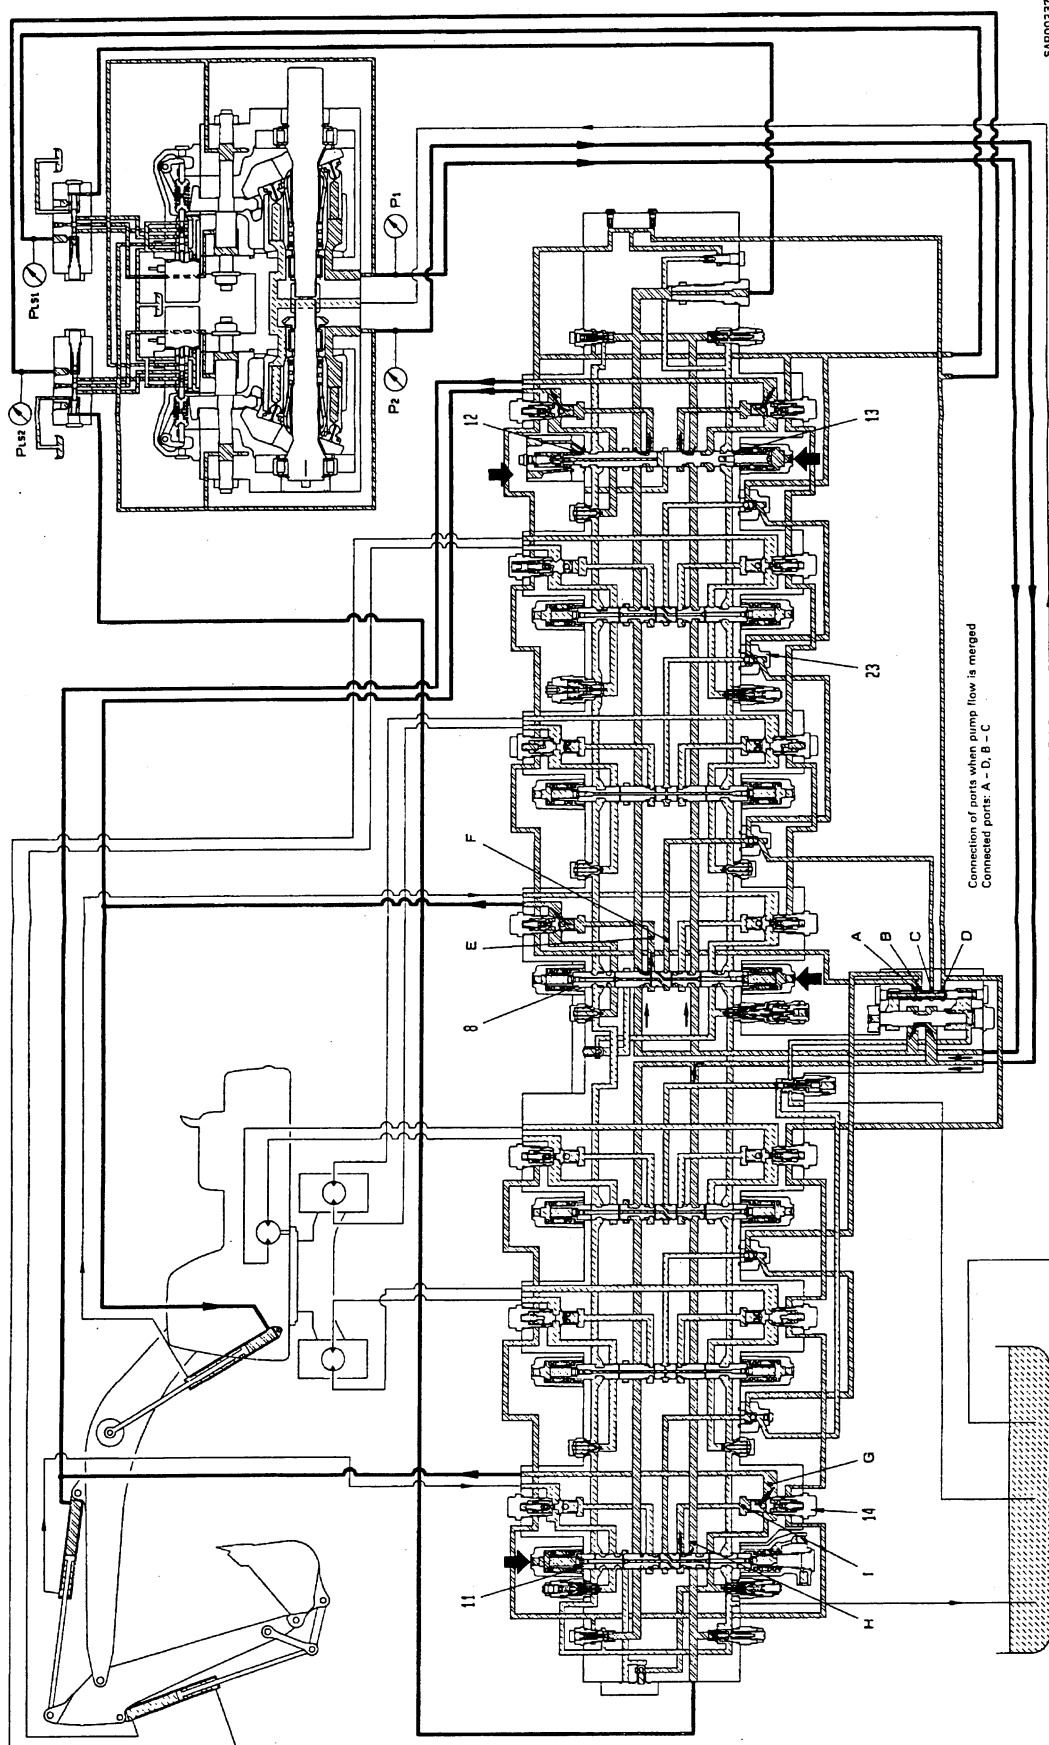 PLS1
PLS2
P1
P2
12
13
23
F
E
8
Connection of ports when pump flow is merged
Connected ports: A – D, B – C
A
B
C
D
G
14
I
H
11